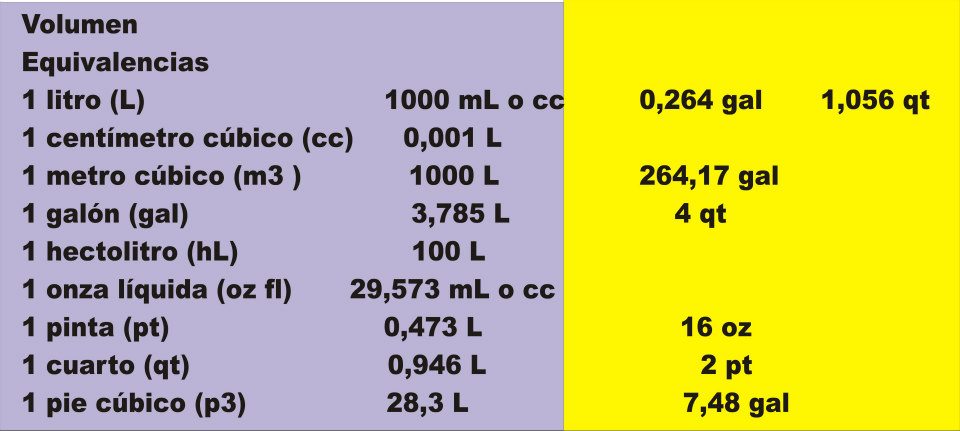 Volumen
Equivalencias
1 litro (L) 1000 mL o cc 0,264 gal 1,056 qt
1 centímetro cúbico (cc) 0,001 L
1 metro cúbico (m3 ) 1000 L 264,17 gal
1 galón (gal) 3,785 L 4 qt
1 hectolitro (hL) 100 L
1 onza líquida (oz fl) 29,573 mL o cc
1 pinta (pt) 0,473 L 16 oz
1 cuarto (qt) 0,946 L 2 pt
1 pie cúbico (p3) 28,3 L 7,48 gal